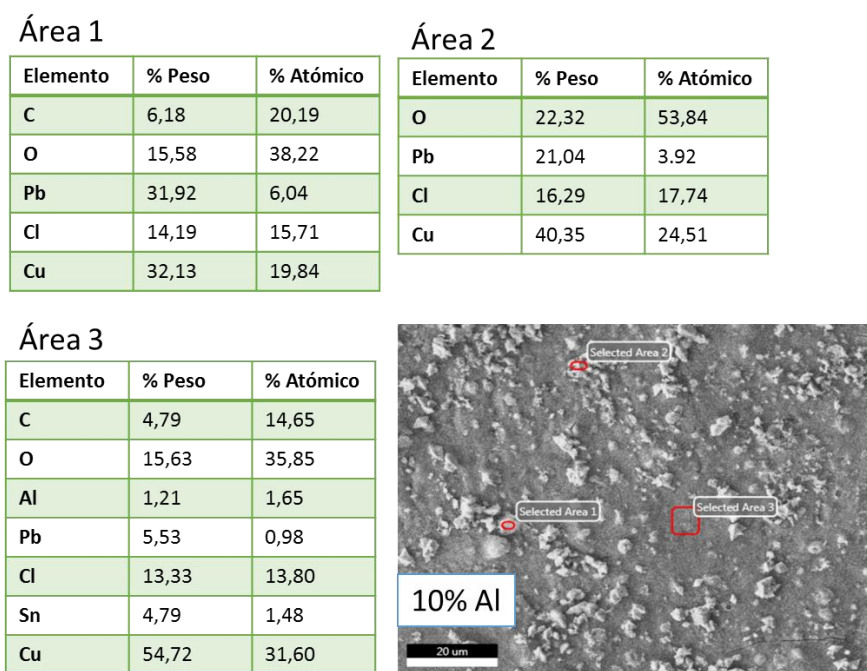 Área 1
Elemento % Peso % Atómico
C 6,18 20,19
O 15,58 38,22
Pb 31,92 6,04
Cl 14,19 15,71
Cu 32,13 19,84
Área 2
Elemento % Peso % Atómico
O 22,32 53,84
Pb 21,04 3.92
Cl 16,29 17,74
Cu 40,35 24,51
Área 3
Elemento % Peso % Atómico
C 4,79 14,65
O 15,63 35,85
Al 1,21 1,65
Pb 5,53 0,98
Cl 13,33 13,80
Sn 4,79 1,48
Cu 54,72 31,60
Selected Area 2
Selected Area 1
Selected Area 3
10% Al
20 um